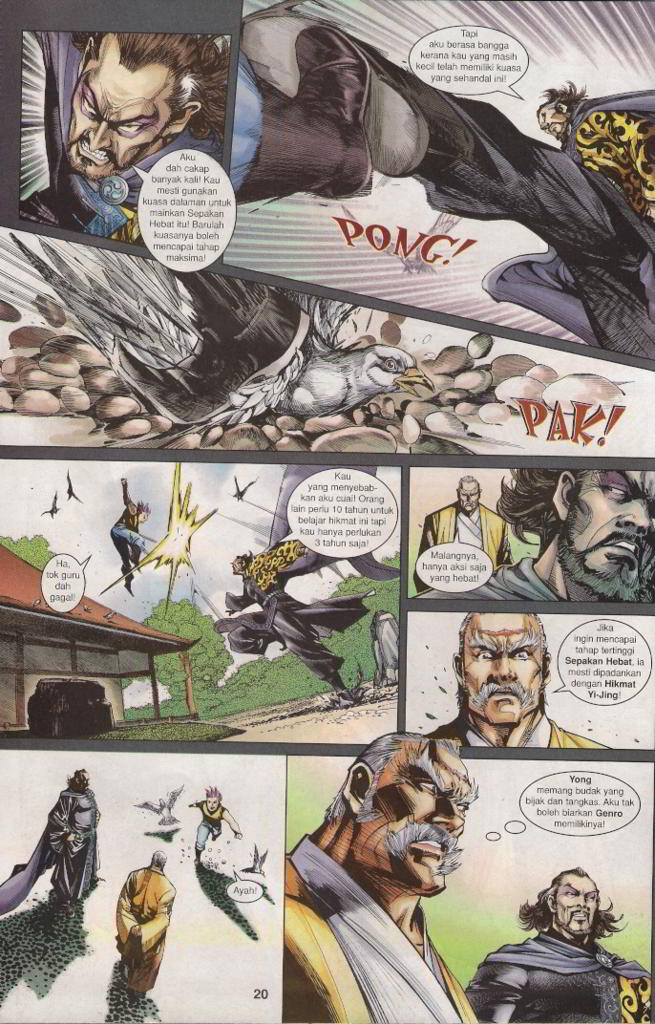 Aku
dah cakap
banyak kali! Kau
mesti gunakan
kuasa dalaman untuk
mainkan Sepakan
Hebat itu! Barulah
kuasanya boleh
mencapai tahap
maksima!
Tapi
aku berasa bangga
kerana kau yang masih
kecil telah memiliki kuasa
yang sehandal ini!
PONG!
PAK!
Ha,
tok guru
dah
gagal!
Kau
yang menyebab-
kan aku cuai! Orang
lain perlu 10 tahun untuk
belajar hikmat ini tapi
kau hanya perlukan
3 tahun saja!
Malangnya,
hanya aksi saja
yang hebat!
Jika
ingin mencapai
tahap tertinggi
Sepakan Hebat, ia
mesti dipadankan
dengan Hikmat
Yi-Jing!
Ayah!
Yong
memang budak yang
bijak dan tangkas. Aku tak
boleh biarkan Genro
memilikinya!
20